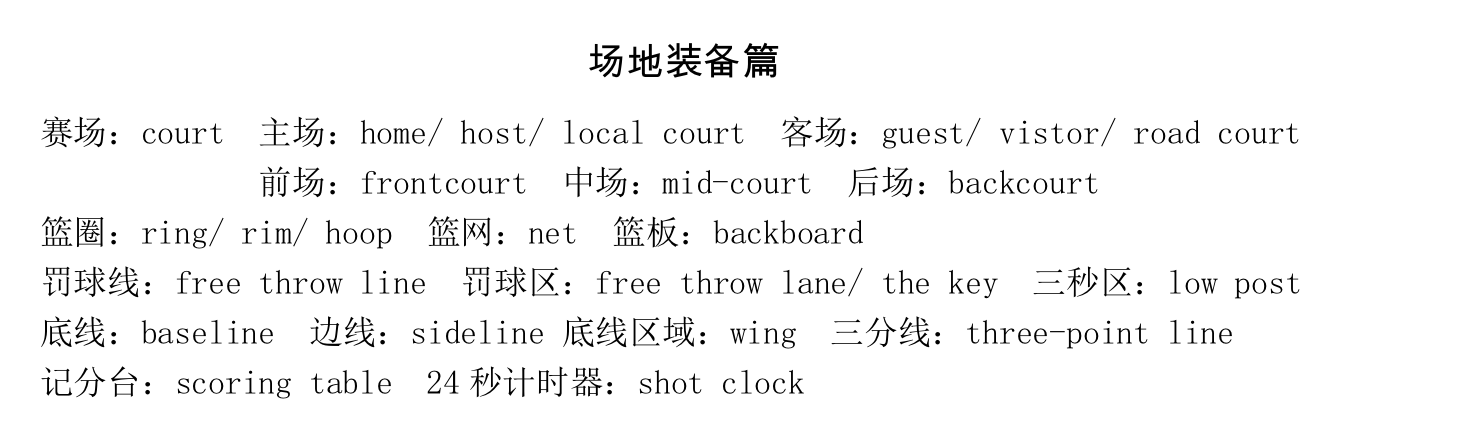 场地装备篇
赛场：court 主场：home/ host/ local court 客场：guest/ vistor/ road court
前场：frontcourt 中场：mid-court 后场：backcourt
篮圈：ring/ rim/ hoop 篮网：net 篮板：backboard
罚球线：free throw line 罚球区：free throw lane/ the key 三秒区：low post
底线：baseline 边线：sideline 底线区域：wing 三分线：three-point line
记分台：scoring table 24秒计时器：shot clock